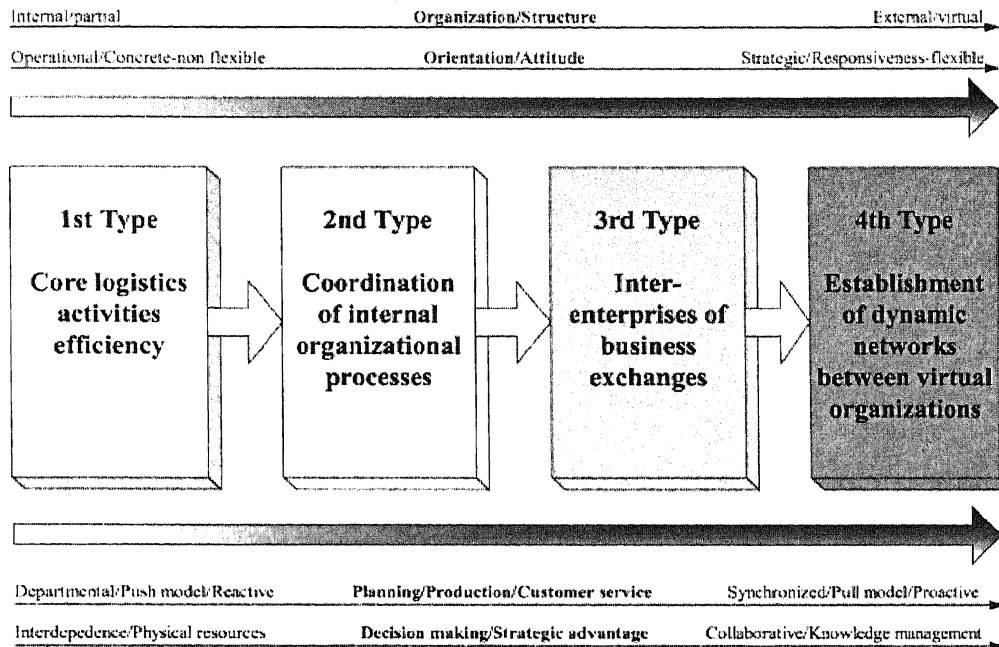 Internal/partial Organization/Structure External/virtual
Operational/Concrete-non flexible Orientation/Attitude Strategic/Responsiveness-flexible
1st Type
Core logistics
activities
efficiency
2nd Type
Coordination
of internal
organizational
processes
3rd Type
Inter-
enterprises of
business
exchanges
4th Type
Establishment
of dynamic
networks
between virtual
organizations
Departmental/Push model/Reactive Planning/Production/Customer service Synchronized/Pull model/Proactive
Interdepedence/Physical resources Decision making/Strategic advantage Collaborative/Knowledge management